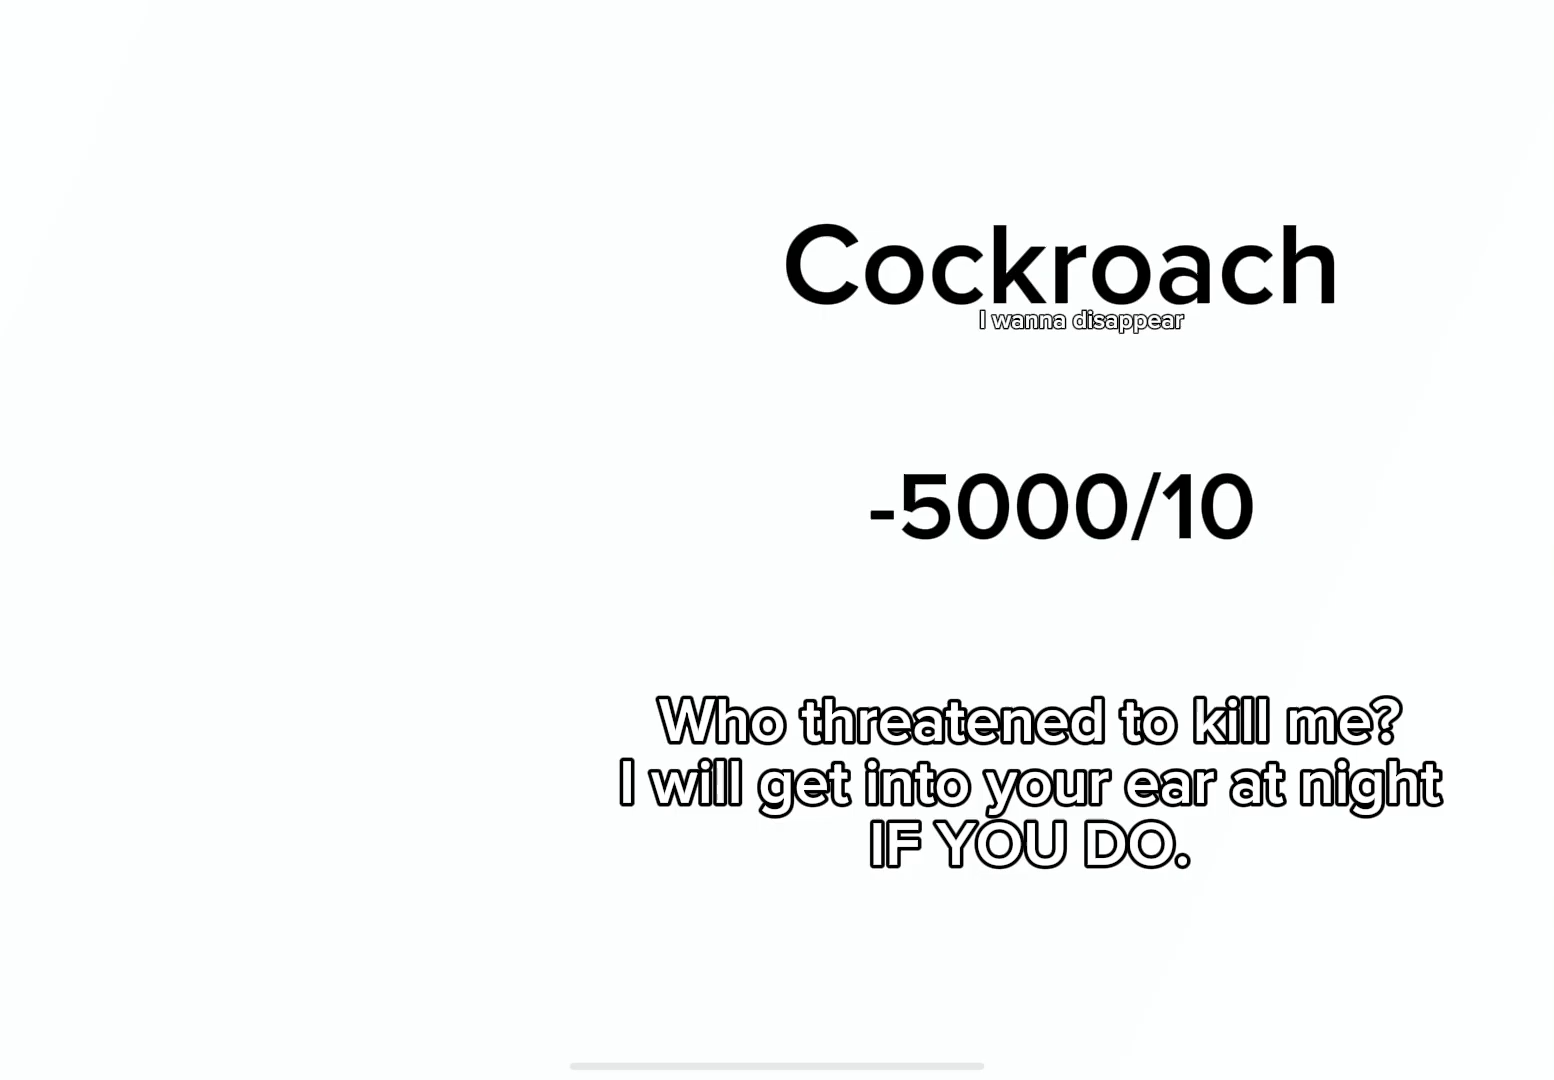 Cockroach
I wanna disappear
-5000/10
Who threatened to kill me?
I will get into your ear at night
IF YOU DO.